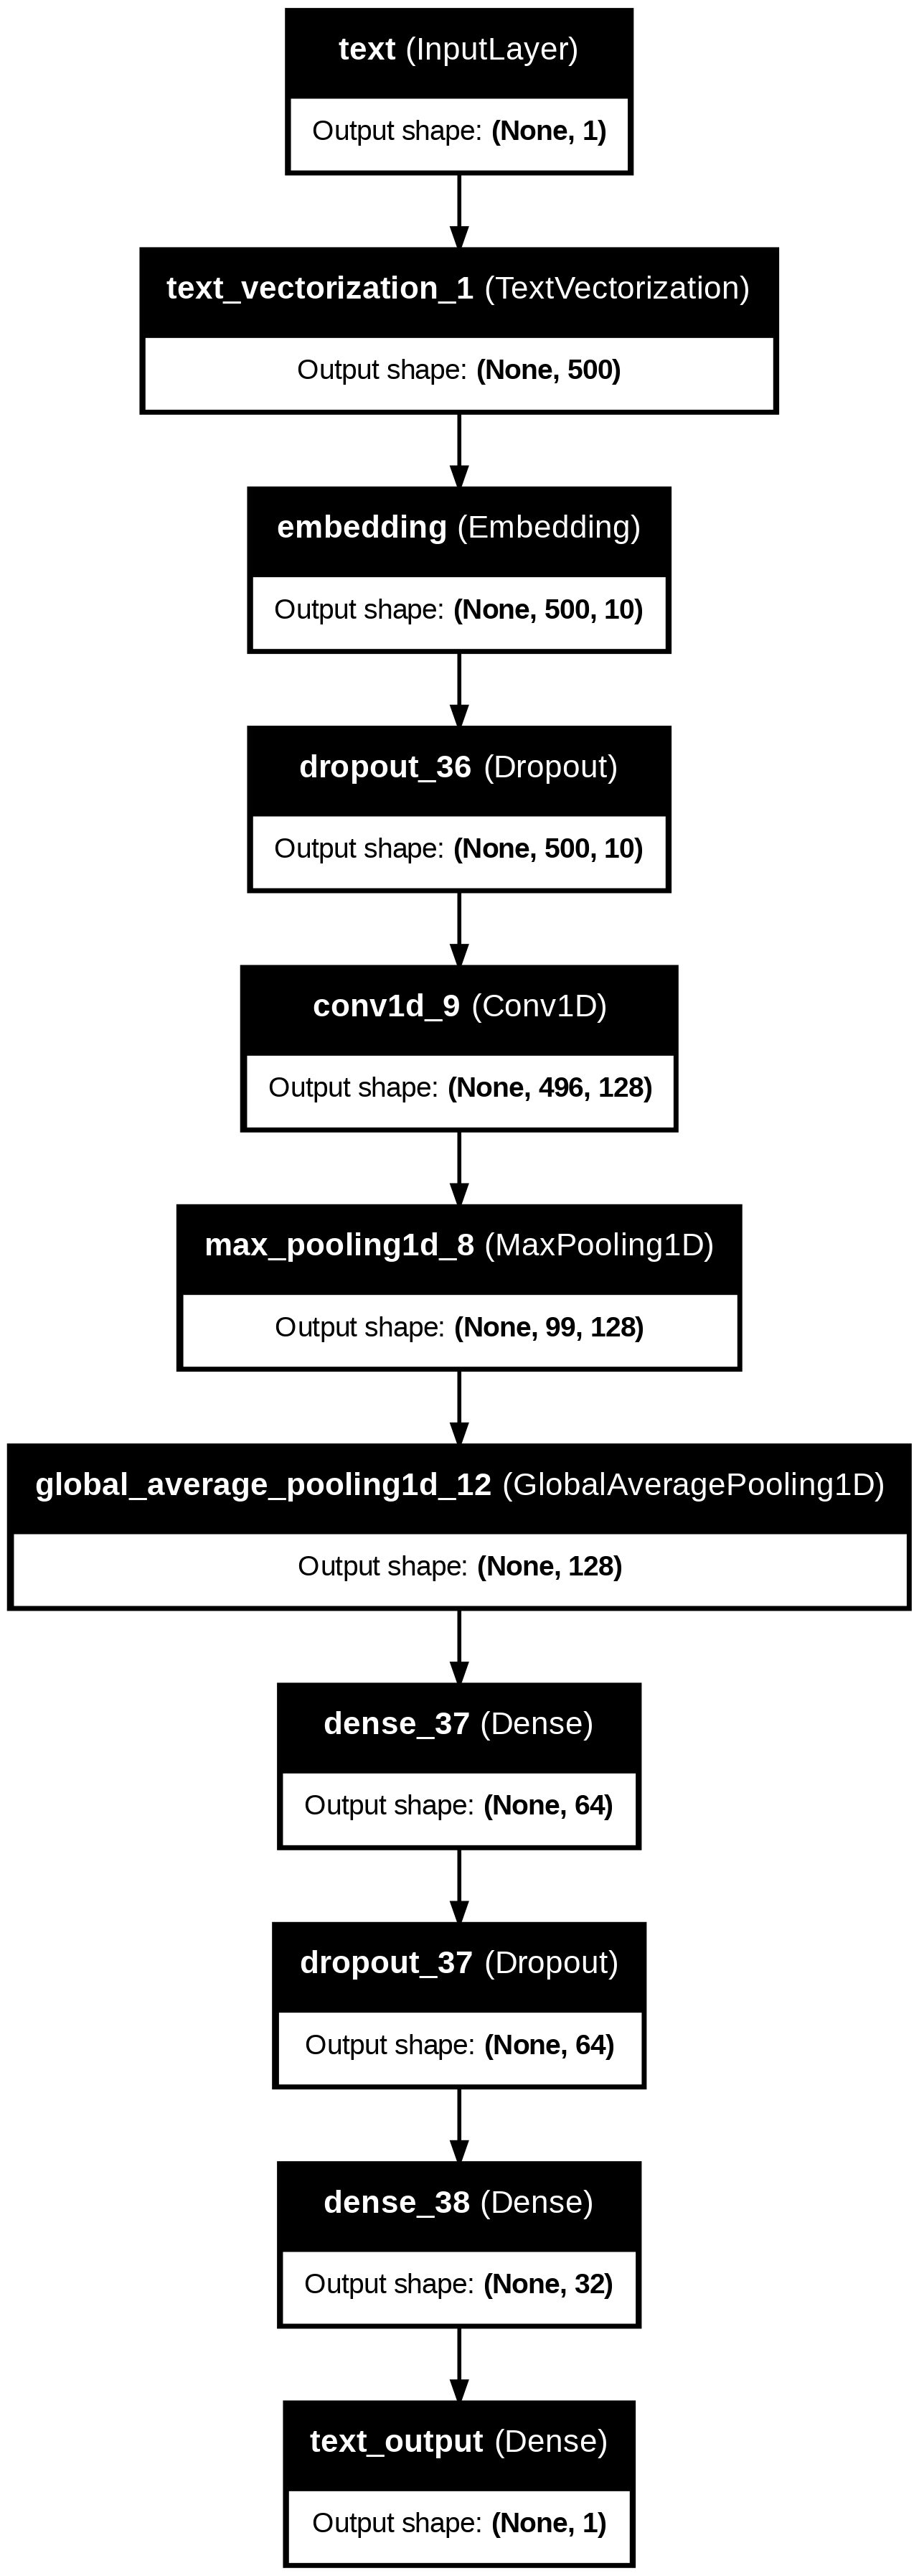 text (InputLayer)
Output shape: (None, 1)
text_vectorization_1 (TextVectorization)
Output shape: (None, 500)
embedding (Embedding)
Output shape: (None, 500, 10)
dropout_36 (Dropout)
Output shape: (None, 500, 10)
conv1d_9 (Conv1D)
Output shape: (None, 496, 128)
max_pooling1d_8 (MaxPooling1D)
Output shape: (None, 99, 128)
global_average_pooling1d_12 (GlobalAveragePooling1D)
Output shape: (None, 128)
dense_37 (Dense)
Output shape: (None, 64)
dropout_37 (Dropout)
Output shape: (None, 64)
dense_38 (Dense)
Output shape: (None, 32)
text_output (Dense)
Output shape: (None, 1)